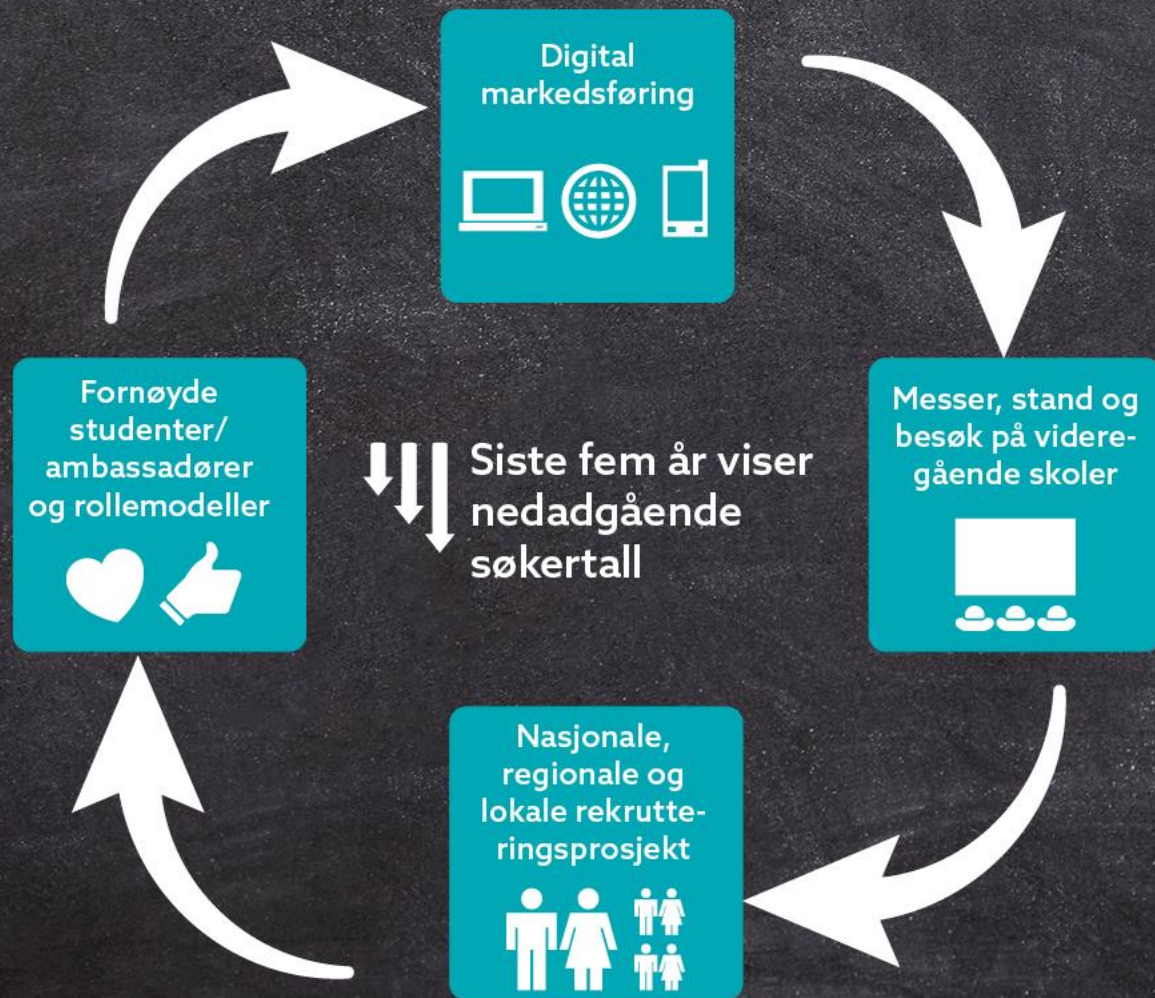 Digital
markedsføring
Messer, stand og
besøk på videre-
gående skoler
Nasjonale,
regionale og
lokale rekrutte-
ringsprosjekt
Fornøyde
studenter/
ambassadører
og rollemodeller
Siste fem år viser
nedadgående
søkertall